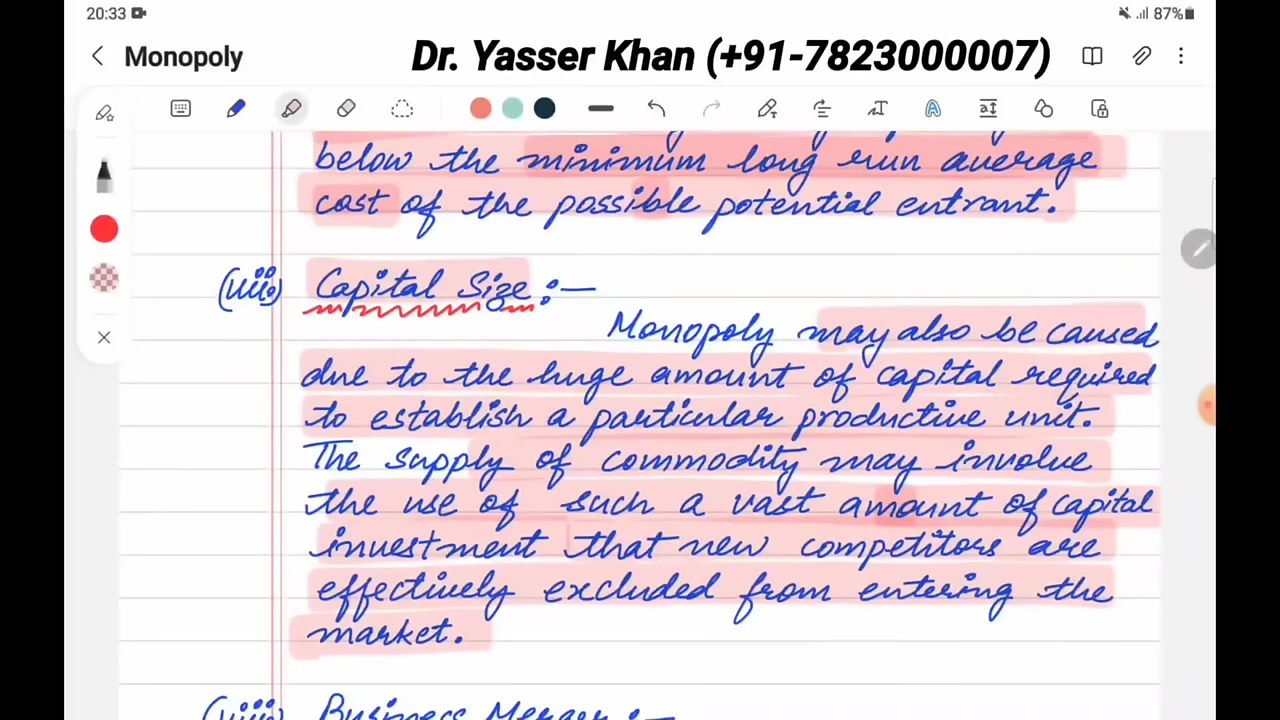 20:33
87%
Monopoly
Dr. Yasser Khan (+91-7823000007)
below the minimum long run average
cost of the possible potential entrant.
(vii) Capital Size :-
Monopoly may also be caused
due to the huge amount of capital required
to establish a particular productive unit.
The supply of commodity may involve
the use of such a vast amount of capital
investment that new competitors are
effectively excluded from entering the
market.
(viii) Business Merger :-